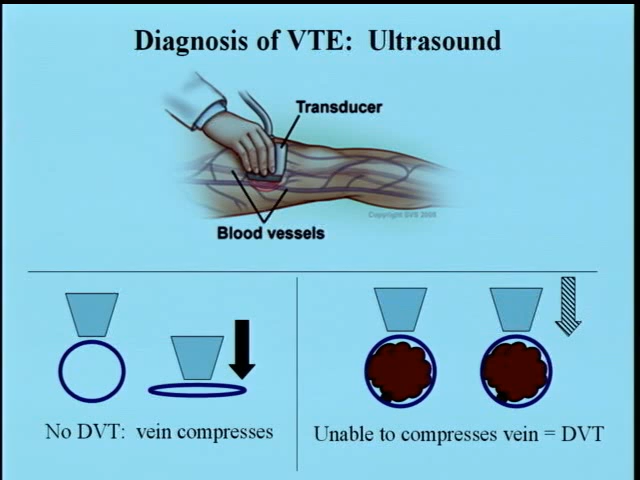 Diagnosis of VTE: Ultrasound
Transducer
Copyright SVS 2005
Blood vessels
No DVT: vein compresses
Unable to compresses vein = DVT